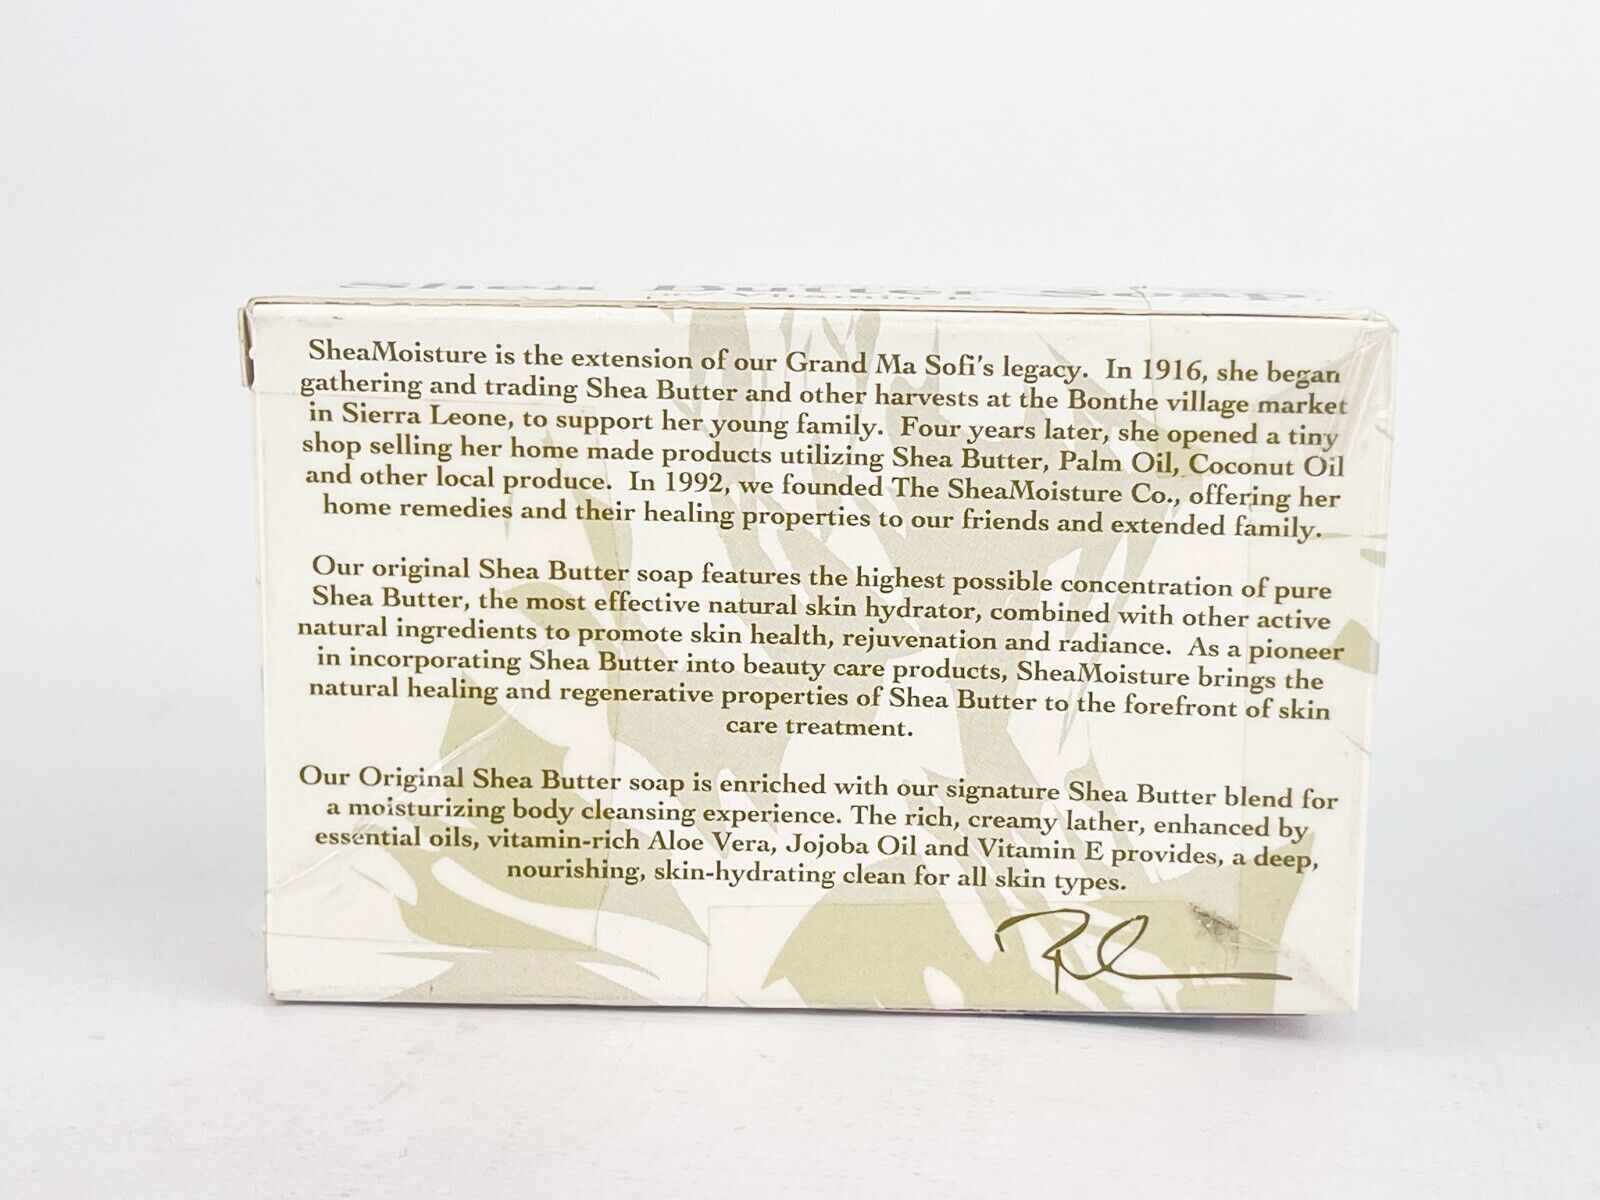 Shea Butter Soap
SheaMoisture is the extension of our Grand Ma Sofi's legacy. In 1916, she began
gathering and trading Shea Butter and other harvests at the Bonthe village market
in Sierra Leone, to support her young family. Four years later, she opened a tiny
shop selling her home made products utilizing Shea Butter, Palm Oil, Coconut Oil
and other local produce. In 1992, we founded The SheaMoisture Co., offering her
home remedies and their healing properties to our friends and extended family.
Our original Shea Butter soap features the highest possible concentration of pure
Shea Butter, the most effective natural skin hydrator, combined with other active
natural ingredients to promote skin health, rejuvenation and radiance. As a pioneer
in incorporating Shea Butter into beauty care products, SheaMoisture brings the
natural healing and regenerative properties of Shea Butter to the forefront of skin
care treatment.
Our Original Shea Butter soap is enriched with our signature Shea Butter blend for
a moisturizing body cleansing experience. The rich, creamy lather, enhanced by
essential oils, vitamin-rich Aloe Vera, Jojoba Oil and Vitamin E provides, a deep,
nourishing, skin-hydrating clean for all skin types.